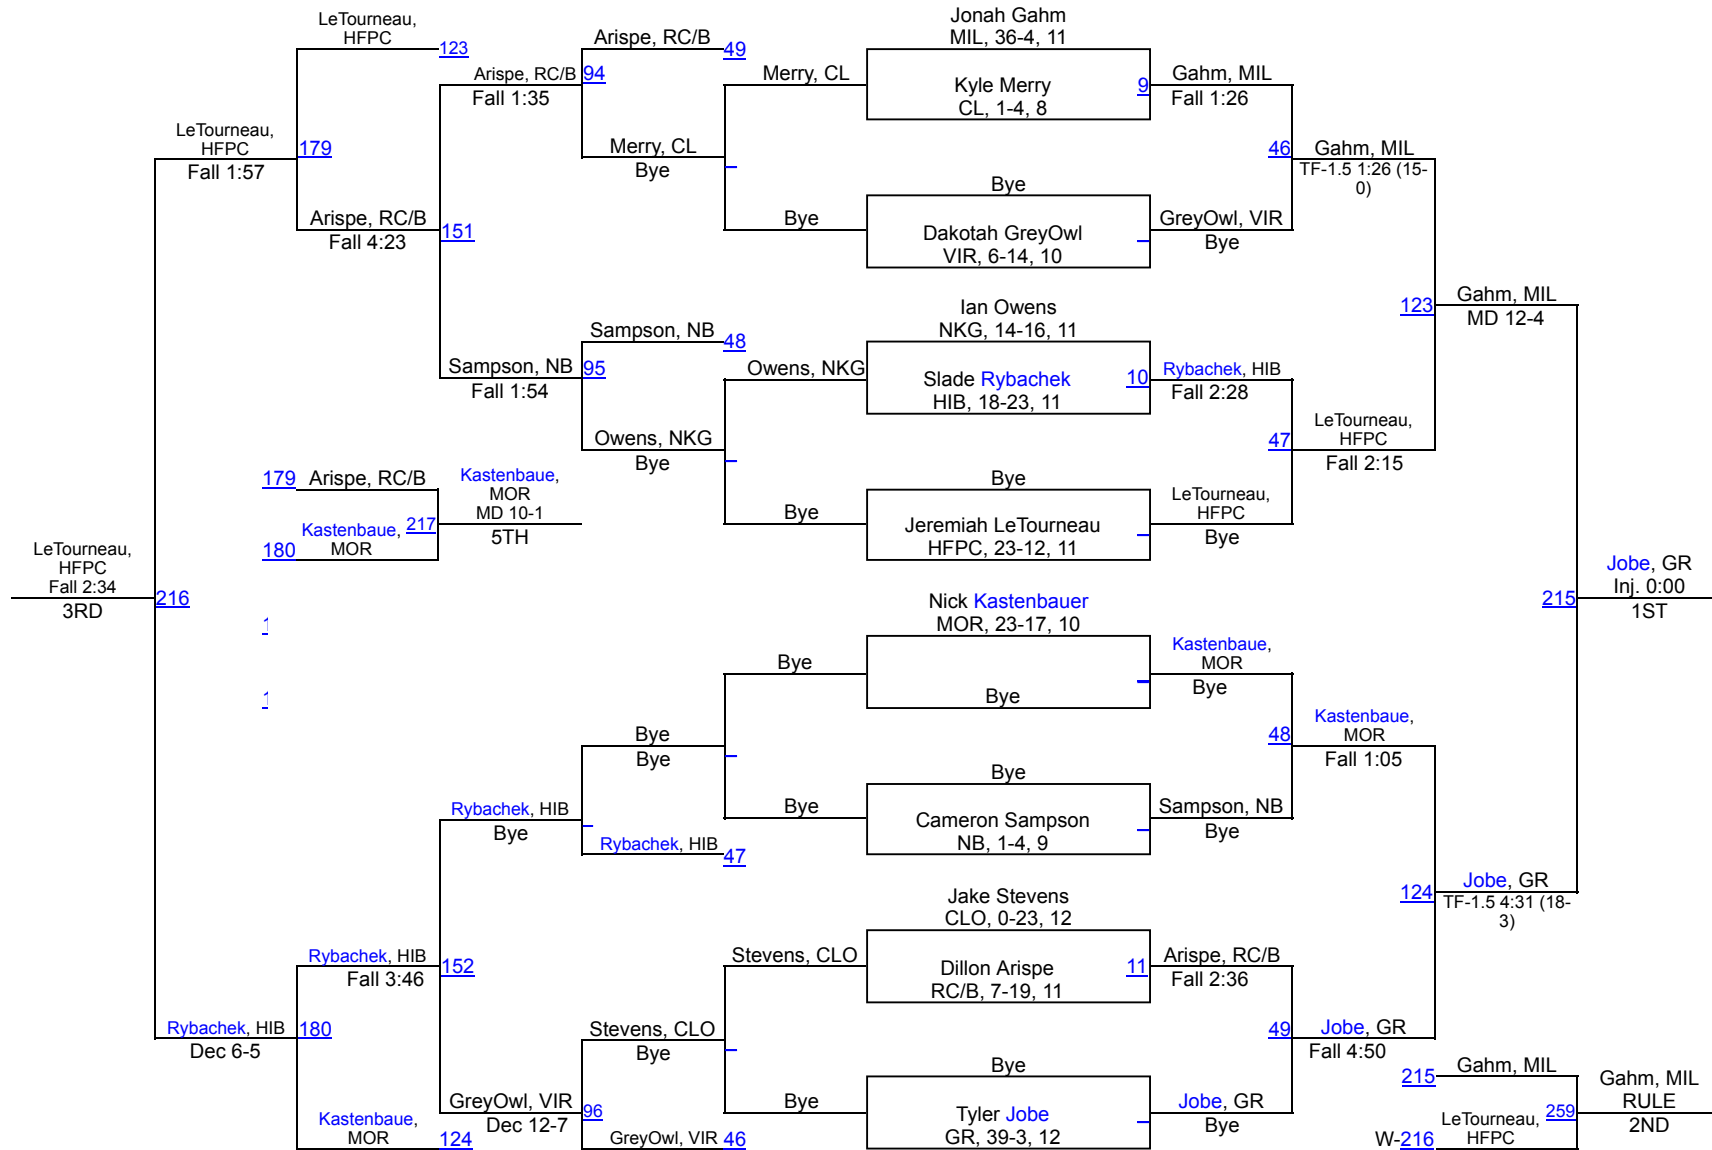 LeTourneau,
HFPC
123
LeTourneau,
HFPC
Fall 1:57
179
Arispe, RC/B
Fall 4:23
151
Arispe, RC/B
Fall 1:35
94
Arispe, RC/B
49
Merry, CL
Bye
Merry, CL
Bye
Sampson, NB
Fall 1:54
95
Sampson, NB
48
Owens, NKG
Bye
Owens, NKG
Bye
179
Arispe, RC/B
180
Kastenbaue,
MOR
217
Kastenbaue,
MOR
MD 10-1
5TH
LeTourneau,
HFPC
Fall 2:34
3RD
216
Bye
Bye
Bye
Bye
Rybachek, HIB
Bye
Rybachek, HIB
47
Rybachek, HIB
Fall 3:46
152
Rybachek, HIB
Dec 6-5
180
Kastenbaue,
MOR
124
Stevens, CLO
Stevens, CLO
Bye
Bye
GreyOwl, VIR
Dec 12-7
96
GreyOwl, VIR
46
Jonah Gahm
MIL, 36-4, 11
Kyle Merry
CL, 1-4, 8
9
Gahm, MIL
Fall 1:26
Bye
Dakotah GreyOwl
VIR, 6-14, 10
GreyOwl, VIR
Bye
46
Gahm, MIL
TF-1.5 1:26 (15-
0)
Ian Owens
NKG, 14-16, 11
Slade Rybachek
HIB, 18-23, 11
10
Rybachek, HIB
Fall 2:28
Bye
Jeremiah LeTourneau
HFPC, 23-12, 11
LeTourneau,
HFPC
Bye
47
LeTourneau,
HFPC
Fall 2:15
123
Gahm, MIL
MD 12-4
Nick Kastenbauer
MOR, 23-17, 10
Bye
Kastenbaue,
MOR
Bye
Bye
Cameron Sampson
NB, 1-4, 9
Sampson, NB
Bye
48
Kastenbaue,
MOR
Fall 1:05
Jake Stevens
CLO, 0-23, 12
Dillon Arispe
RC/B, 7-19, 11
11
Arispe, RC/B
Fall 2:36
Bye
Tyler Jobe
GR, 39-3, 12
Jobe, GR
Bye
49
Jobe, GR
Fall 4:50
124
Jobe, GR
TF-1.5 4:31 (18-
3)
215
Jobe, GR
Inj. 0:00
1ST
215
Gahm, MIL
W-216
LeTourneau,
HFPC
259
Gahm, MIL
RULE
2ND